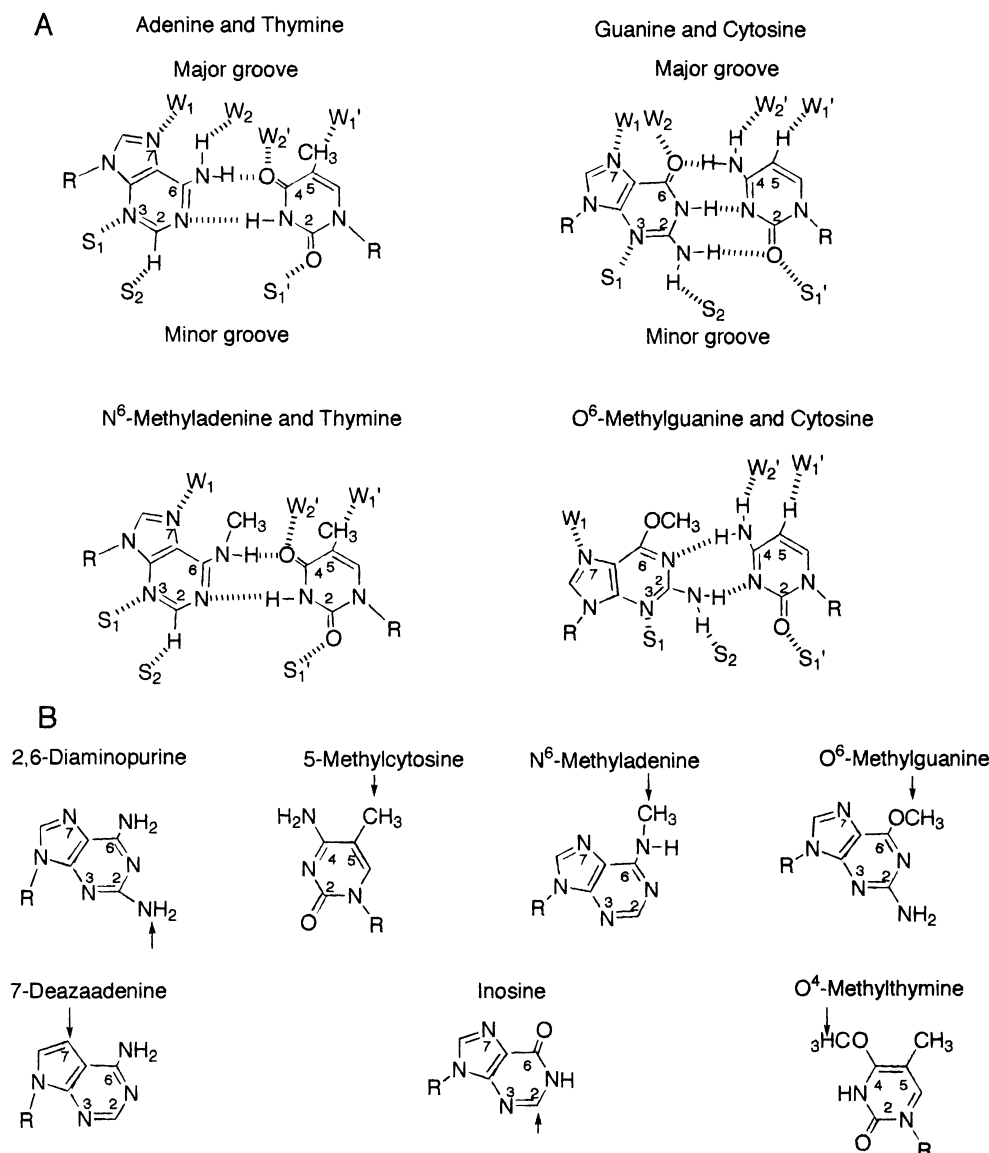 A
Adenine and Thymine
Major groove
W1
W2
H
W2'
W1'
CH3
N
7
N
R
6
N
H
O
4
5
N
3
2
N
H
N
2
N
R
S1
H
S2
O
S1'
Minor groove
Guanine and Cytosine
Major groove
W1
W2
W2'
W1'
H
H
N
7
O
H
N
4
5
6
N
R
N
H
N
2
N
R
N
3
2
N
H
O
S1
H
S2
S1'
Minor groove
N6-Methyladenine and Thymine
W1
W2'
W1'
CH3
CH3
N
7
N
R
6
N
H
O
4
5
N
3
2
N
H
N
2
N
R
S1
H
S2
O
S1'
O6-Methylguanine and Cytosine
W2'
W1'
W1
H
H
OCH3
H
N
4
5
N
7
6
N
N
2
N
N
R
N
3
2
N
H
O
R
S1
H
S2
S1'
B
2,6-Diaminopurine
N
7
NH2
6
N
R
N
3
2
N
NH2
5-Methylcytosine
H2N
CH3
4
5
N
2
N
O
R
N6-Methyladenine
CH3
N
7
N
H
6
N
R
N
3
2
N
O6-Methylguanine
OCH3
N
7
6
N
R
N
3
2
N
NH2
7-Deazaadenine
7
NH2
6
N
R
N
3
2
N
Inosine
O
N
7
6
N
R
NH
N
3
2
O4-Methylthymine
3HCO
CH3
4
5
HN
2
N
O
R